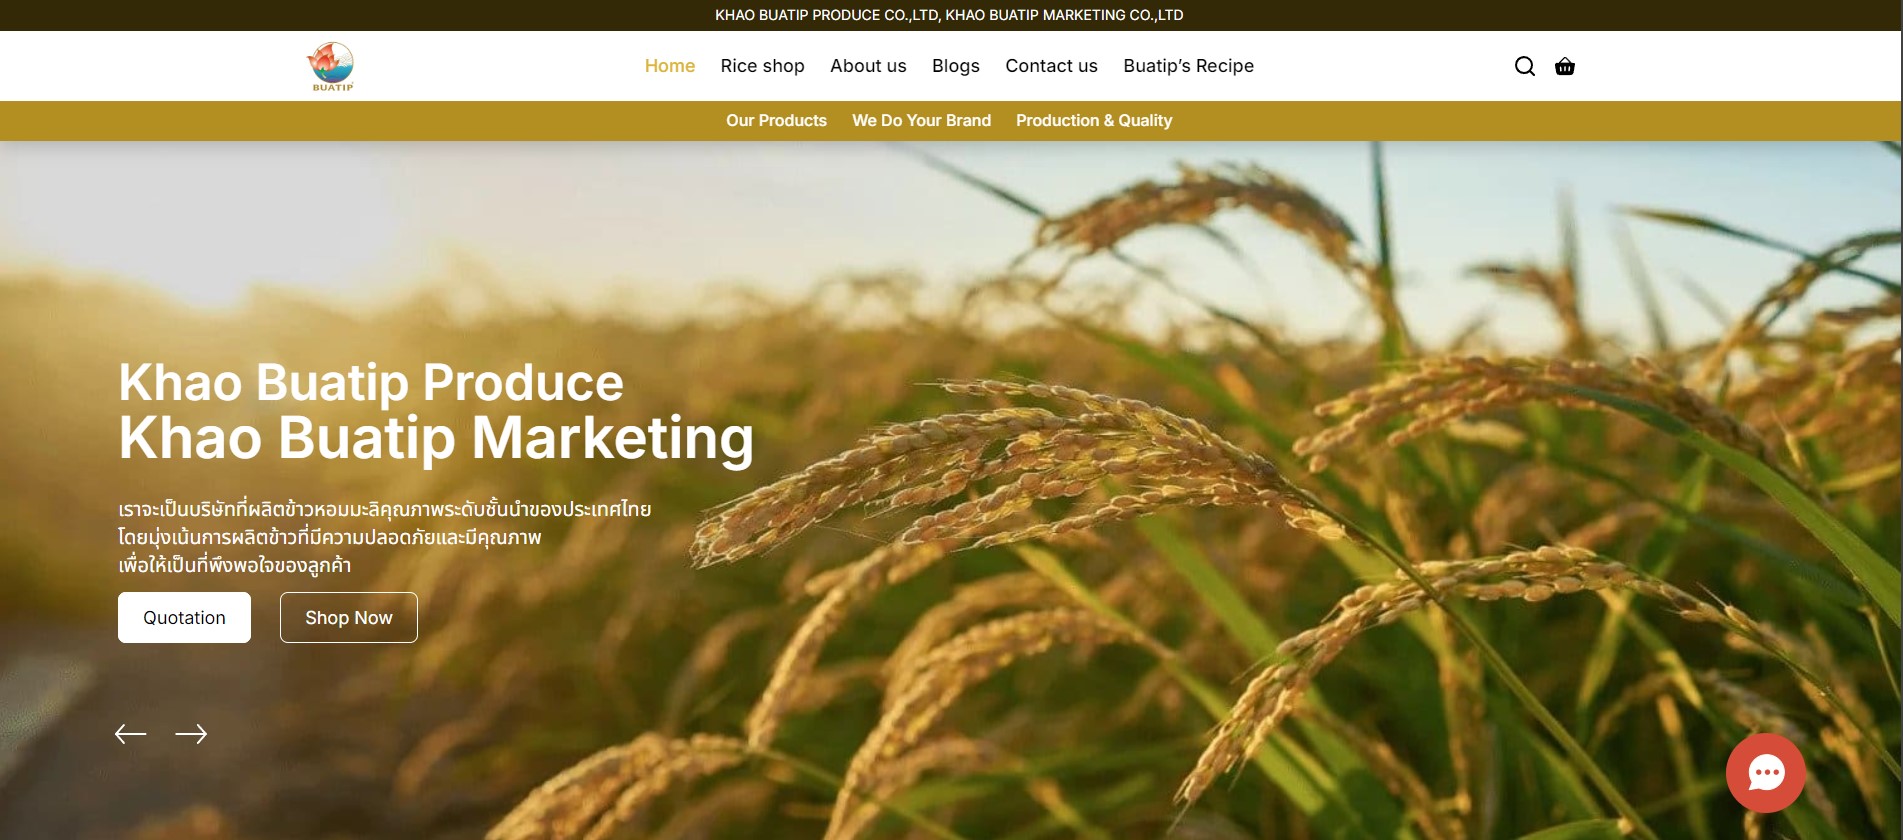 KHAO BUATIP PRODUCE CO.,LTD, KHAO BUATIP MARKETING CO.,LTD
BUATIP
Home Rice shop About us Blogs Contact us Buatip’s Recipe
Our Products We Do Your Brand Production & Quality
Khao Buatip Produce
Khao Buatip Marketing
เราจะเป็นบริษัทที่ผลิตข้าวหอมมะลิคุณภาพระดับชั้นนำของประเทศไทย
โดยมุ่งเน้นการผลิตข้าวที่มีความปลอดภัยและมีคุณภาพ
เพื่อให้เป็นที่พึงพอใจของลูกค้า
Quotation Shop Now